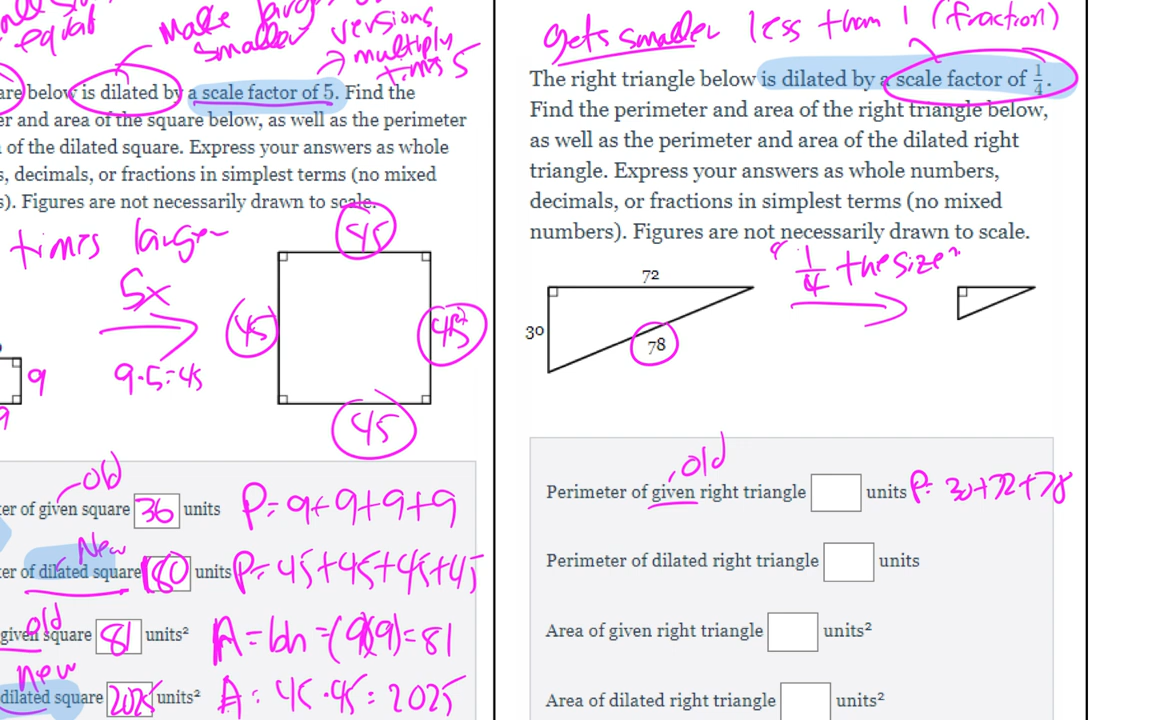 equal
Make
smaller
versions
multiply
times 5
are below is dilated by a scale factor of 5. Find the
er and area of the square below, as well as the perimeter
of the dilated square. Express your answers as whole
s, decimals, or fractions in simplest terms (no mixed
s). Figures are not necessarily drawn to scale.
times larger
5x
9·5=45
9
9
45
45
45
45
old
er of given square 36 units P=9+9+9+9
New
er of dilated square 180 units P=45+45+45+45
old
given square 81 units² A=bh=(9)(9)=81
new
dilated square 2025 units² A=45·45=2025
gets smaller less than 1 (fraction)
The right triangle below is dilated by a scale factor of 1/4.
Find the perimeter and area of the right triangle below,
as well as the perimeter and area of the dilated right
triangle. Express your answers as whole numbers,
decimals, or fractions in simplest terms (no mixed
numbers). Figures are not necessarily drawn to scale.
"1/4 the size"
72
30
78
old
Perimeter of given right triangle units P= 30+72+78
Perimeter of dilated right triangle units
Area of given right triangle units²
Area of dilated right triangle units²